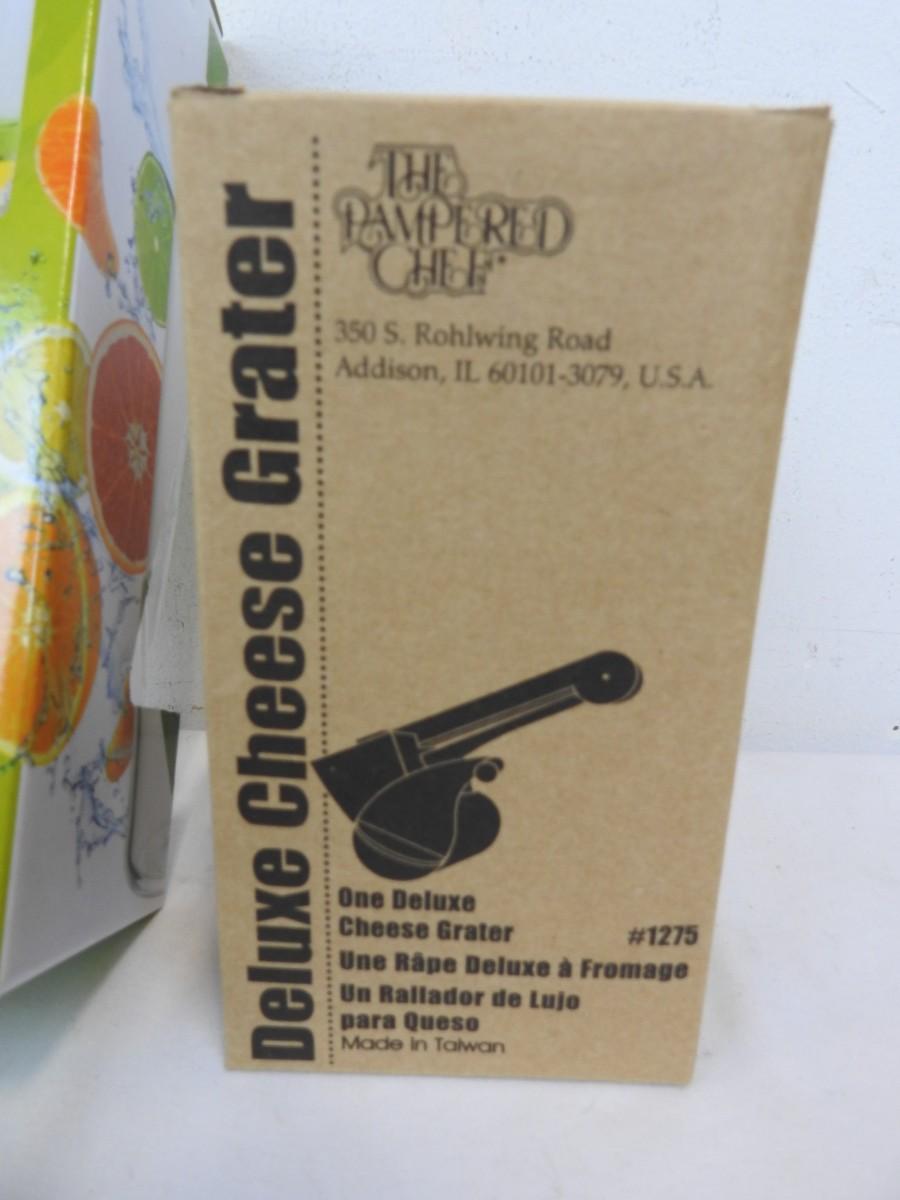 Deluxe Cheese Grater
THE
PAMPERED
CHEF®
350 S. Rohlwing Road
Addison, IL 60101-3079, U.S.A.
One Deluxe
Cheese Grater #1275
Une Râpe Deluxe à Fromage
Un Rallador de Lujo
para Queso
Made in Taiwan